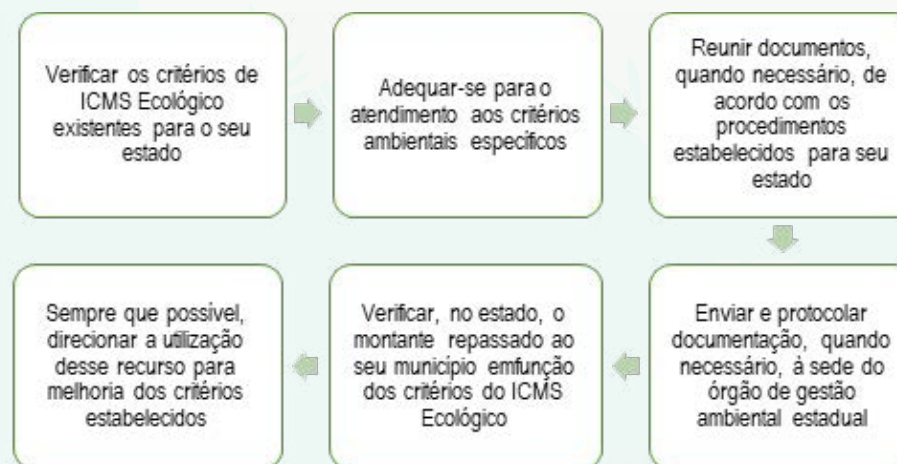 Verificar os critérios de
ICMS Ecológico
existentes para o seu
estado
Adequar-se para o
atendimento aos critérios
ambientais específicos
Reunir documentos,
quando necessário, de
acordo com os
procedimentos
estabelecidos para seu
estado
Enviar e protocolar
documentação, quando
necessário, à sede do
órgão de gestão
ambiental estadual
Verificar, no estado, o
montante repassado ao
seu município emfunção
dos critérios do ICMS
Ecológico
Sempre que possível,
direcionar a utilização
desse recurso para
melhoria dos critérios
estabelecidos